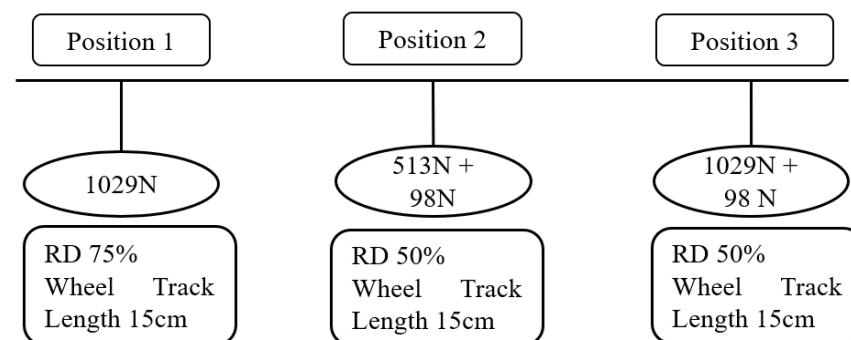 Position 1
Position 2
Position 3
1029N
513N +
98N
1029N +
98 N
RD 75%
Wheel Track
Length 15cm
RD 50%
Wheel Track
Length 15cm
RD 50%
Wheel Track
Length 15cm